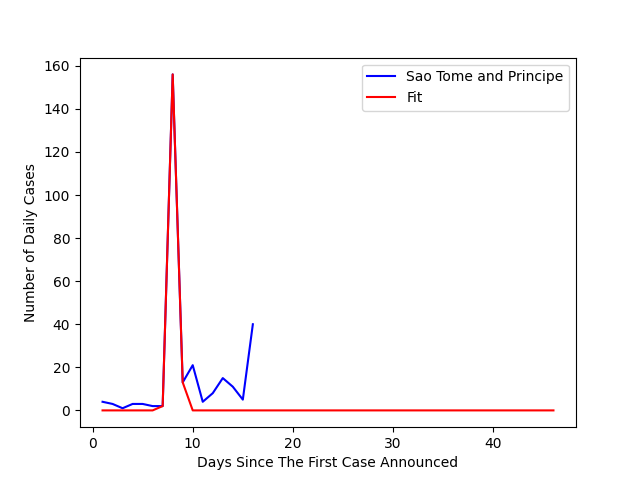 160
140
120
100
80
60
40
20
0
0 10 20 30 40
Number of Daily Cases
Days Since The First Case Announced
Sao Tome and Principe
Fit